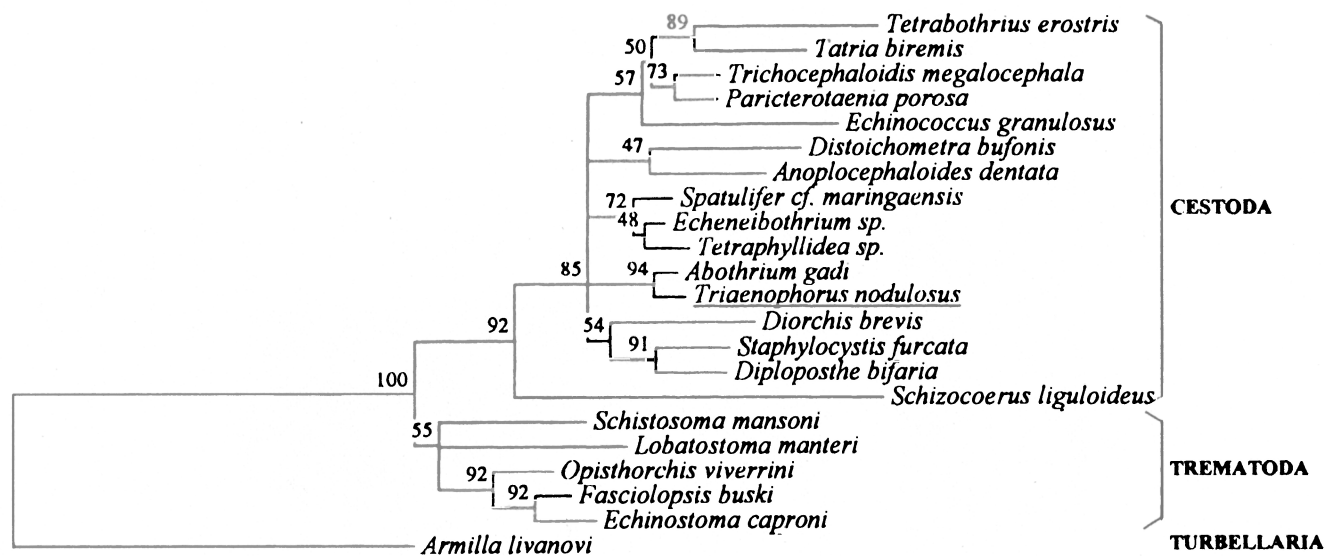 89
Tetrabothrius erostris
50
Tatria biremis
57
73
Trichocephaloidis megalocephala
Paricterotaenia porosa
Echinococcus granulosus
47
Distoichometra bufonis
Anoplocephaloides dentata
72
Spatulifer cf. maringaensis
48
Echeneibothrium sp.
CESTODA
Tetraphyllidea sp.
85
94
Abothrium gadi
Triaenophorus nodulosus
92
54
Diorchis brevis
91
Staphylocystis furcata
Diploposthe bifaria
100
Schizocoerus liguloideus
55
Schistosoma mansoni
Lobatostoma manteri
92
Opisthorchis viverrini
TREMATODA
92
Fasciolopsis buski
Echinostoma caproni
Armilla livanovi
TURBELLARIA